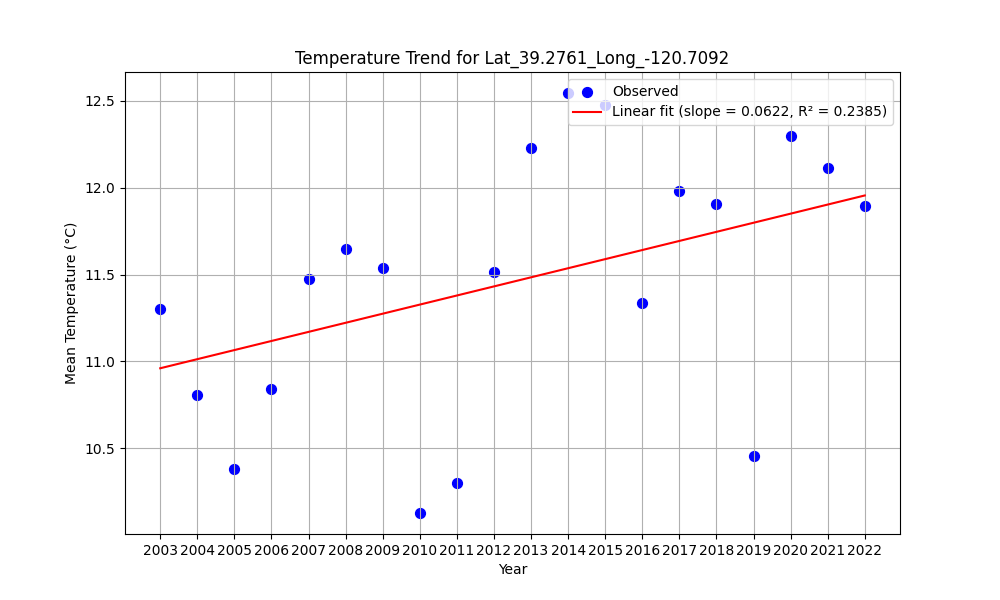 Temperature Trend for Lat_39.2761_Long_-120.7092
Observed
Linear fit (slope = 0.0622, R² = 0.2385)
Mean Temperature (°C)
12.5
12.0
11.5
11.0
10.5
2003 2004 2005 2006 2007 2008 2009 2010 2011 2012 2013 2014 2015 2016 2017 2018 2019 2020 2021 2022
Year